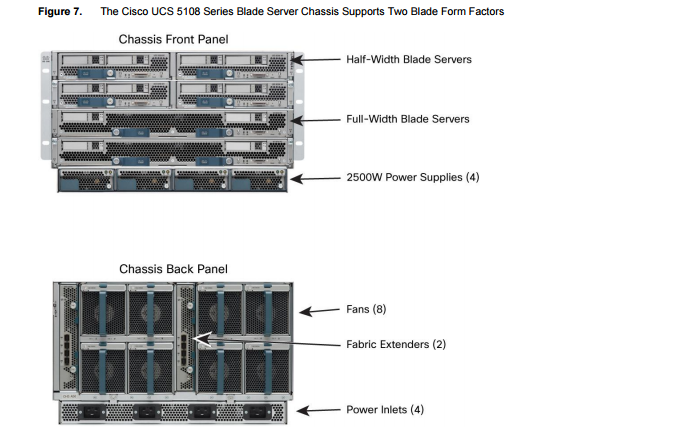 Figure 7. The Cisco UCS 5108 Series Blade Server Chassis Supports Two Blade Form Factors
Chassis Front Panel
Half-Width Blade Servers
Full-Width Blade Servers
2500W Power Supplies (4)
Chassis Back Panel
Fans (8)
Fabric Extenders (2)
Power Inlets (4)